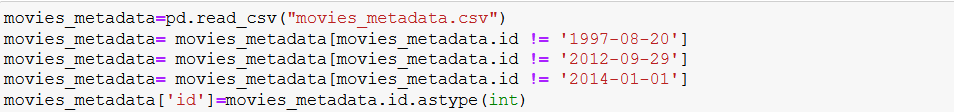 movies_metadata=pd.read_csv("movies_metadata.csv")
movies_metadata= movies_metadata[movies_metadata.id != '1997-08-20']
movies_metadata= movies_metadata[movies_metadata.id != '2012-09-29']
movies_metadata= movies_metadata[movies_metadata.id != '2014-01-01']
movies_metadata['id']=movies_metadata.id.astype(int)